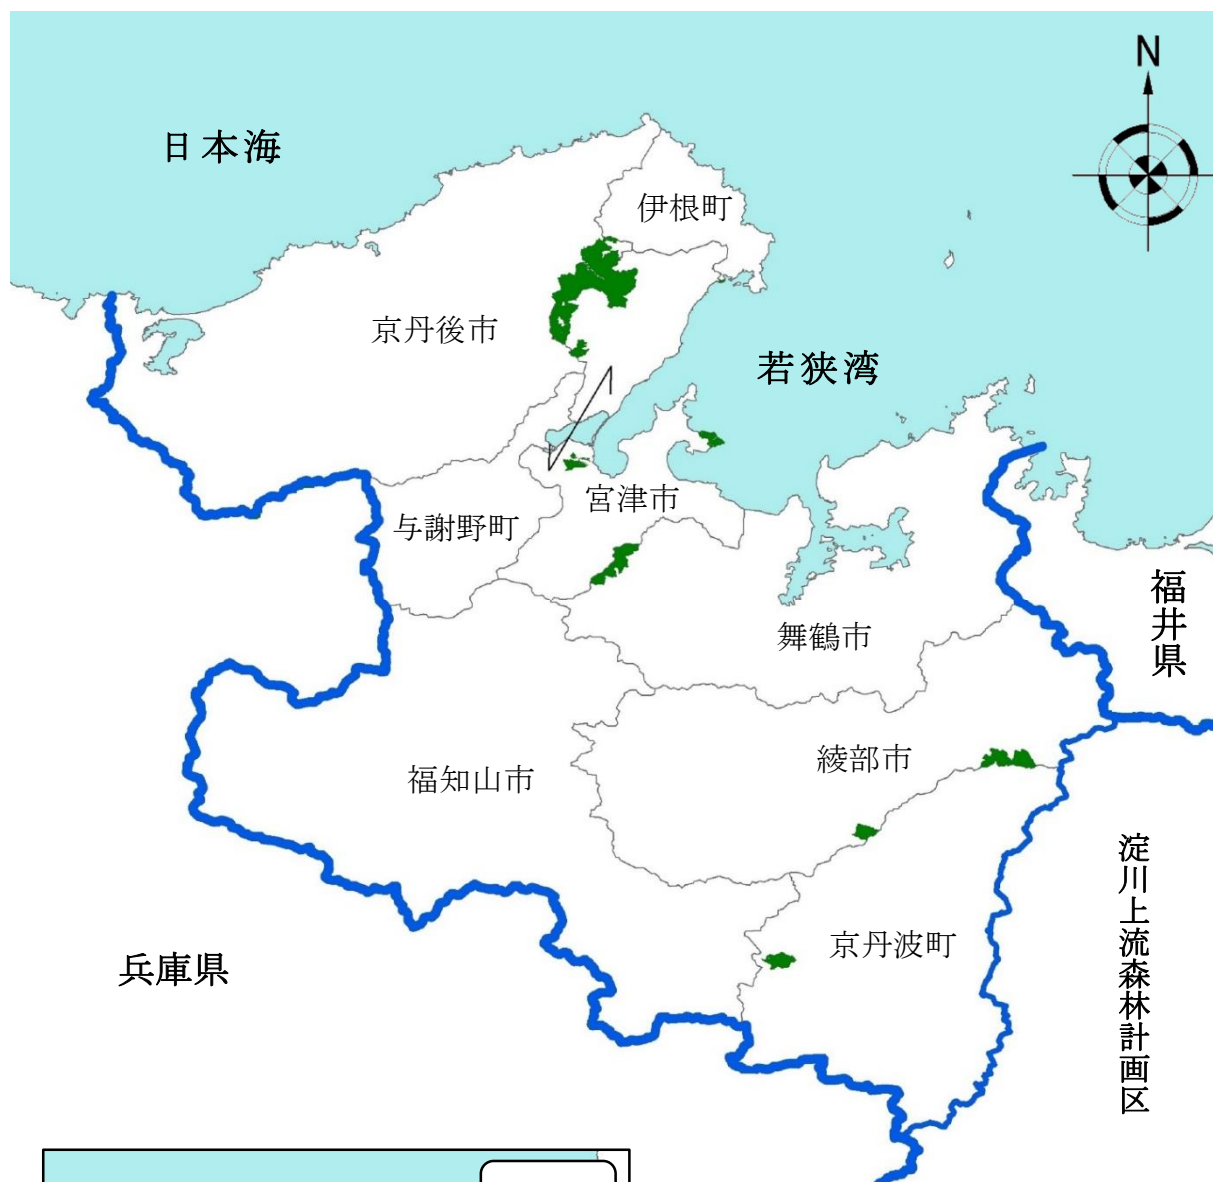 N
日本海
伊根町
京丹後市
若狭湾
宮津市
与謝野町
福井県
舞鶴市
綾部市
福知山市
淀川上流森林計画区
京丹波町
兵庫県